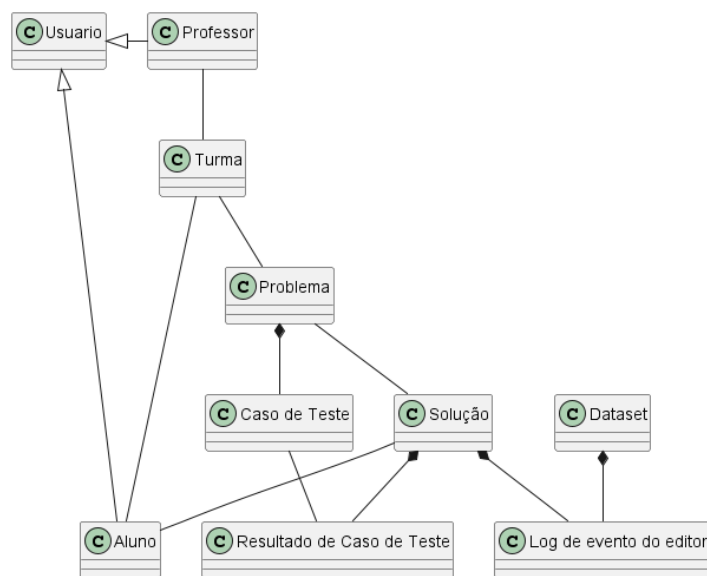 C Usuario
C Professor
C Turma
C Problema
C Caso de Teste
C Solução
C Dataset
C Aluno
C Resultado de Caso de Teste
C Log de evento do editor